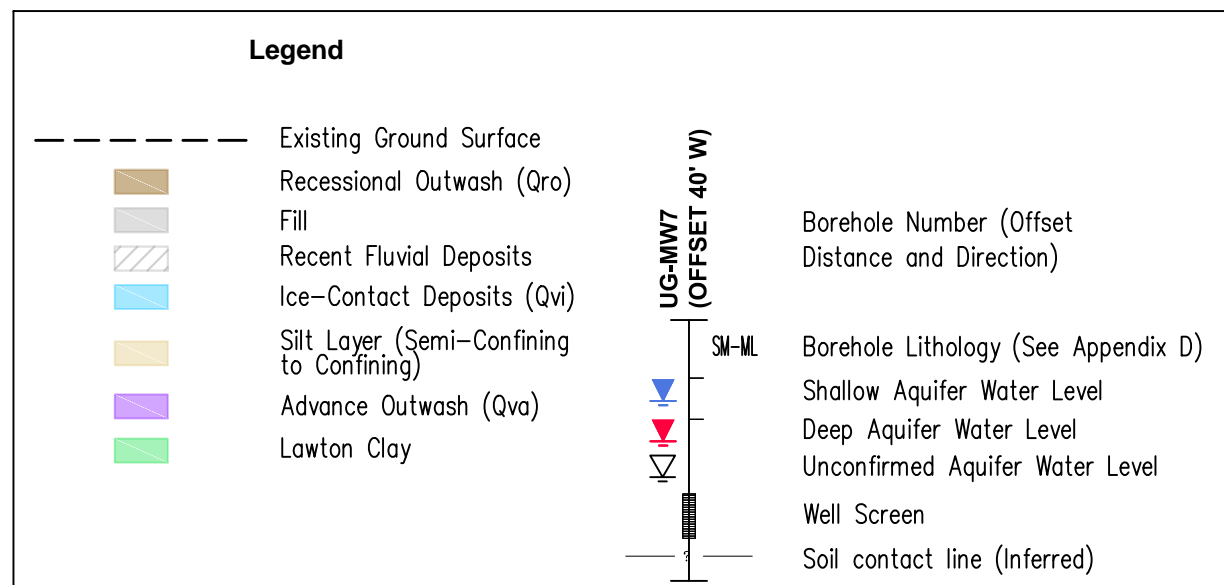 Legend
Existing Ground Surface
Recessional Outwash (Qro)
Fill
Recent Fluvial Deposits
Ice-Contact Deposits (Qvi)
Silt Layer (Semi-Confining
to Confining)
Advance Outwash (Qva)
Lawton Clay
UG-MW7
(OFFSET 40' W)
Borehole Number (Offset
Distance and Direction)
SM-ML
Borehole Lithology (See Appendix D)
Shallow Aquifer Water Level
Deep Aquifer Water Level
Unconfirmed Aquifer Water Level
Well Screen
?
Soil contact line (Inferred)